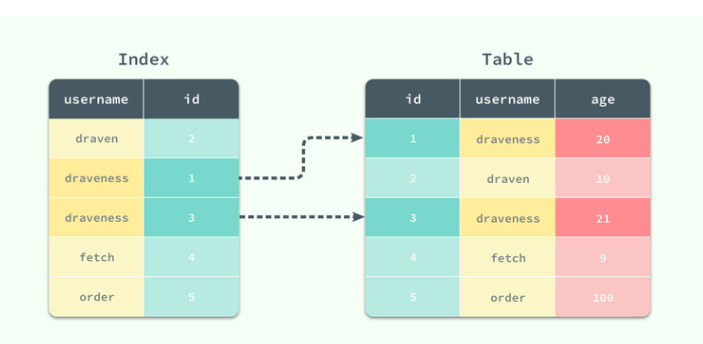 Index
username id
draven 2
draveness 1
draveness 3
fetch 4
order 5
Table
id username age
1 draveness 20
2 draven 10
3 draveness 21
4 fetch 9
5 order 100